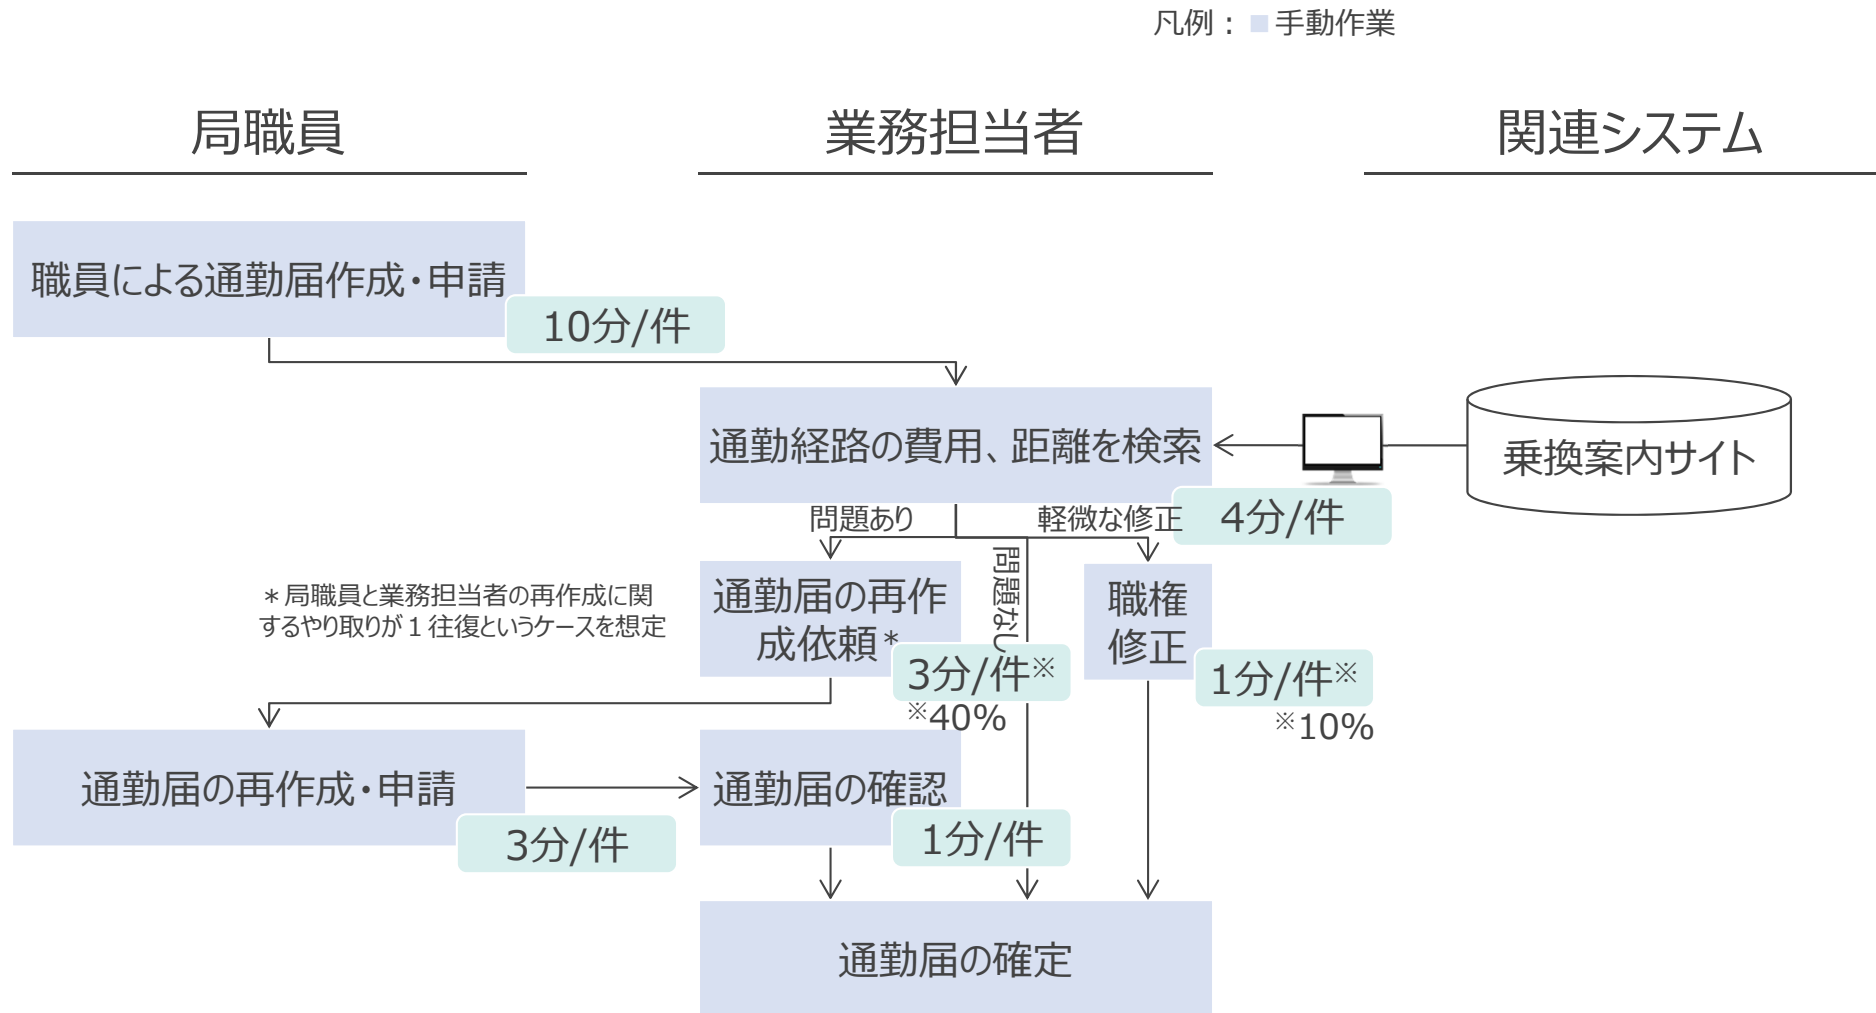 凡例：■手動作業
局職員
業務担当者
関連システム
職員による通勤届作成・申請
10分/件
通勤経路の費用、距離を検索
4分/件
乗換案内サイト
問題あり
問題なし
軽微な修正
＊局職員と業務担当者の再作成に関
するやり取りが１往復というケースを想定
通勤届の再作
成依頼＊
3分/件※
※40%
職権
修正
1分/件※
※10%
通勤届の再作成・申請
3分/件
通勤届の確認
1分/件
通勤届の確定